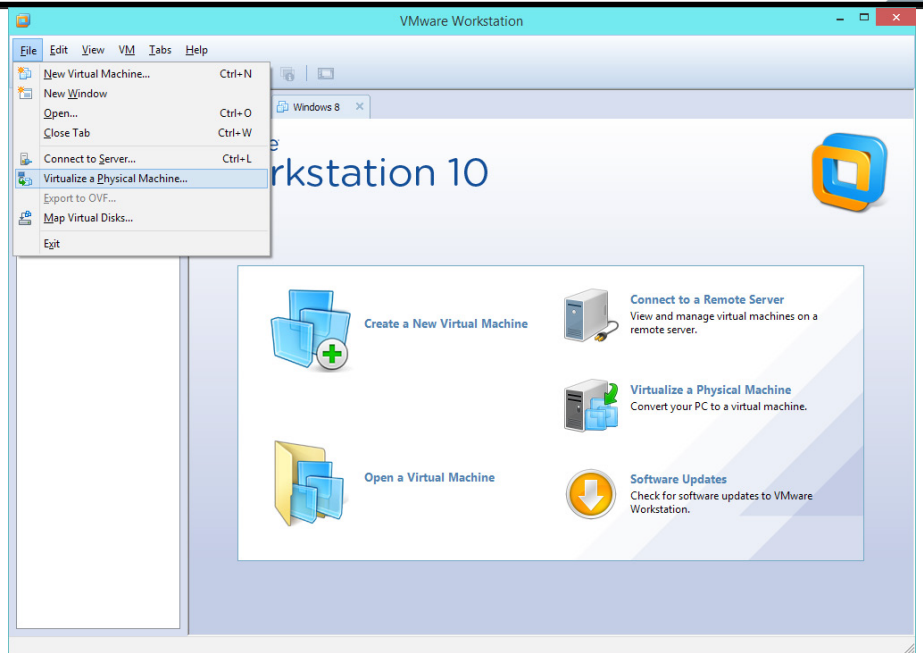 VMware Workstation
File Edit View VM Tabs Help
New Virtual Machine... Ctrl+N
New Window
Open... Ctrl+O
Close Tab Ctrl+W
Connect to Server... Ctrl+L
Virtualize a Physical Machine...
Export to OVF...
Map Virtual Disks...
Exit
Windows 8
rkstation 10
Create a New Virtual Machine
Open a Virtual Machine
Connect to a Remote Server
View and manage virtual machines on a
remote server.
Virtualize a Physical Machine
Convert your PC to a virtual machine.
Software Updates
Check for software updates to VMware
Workstation.